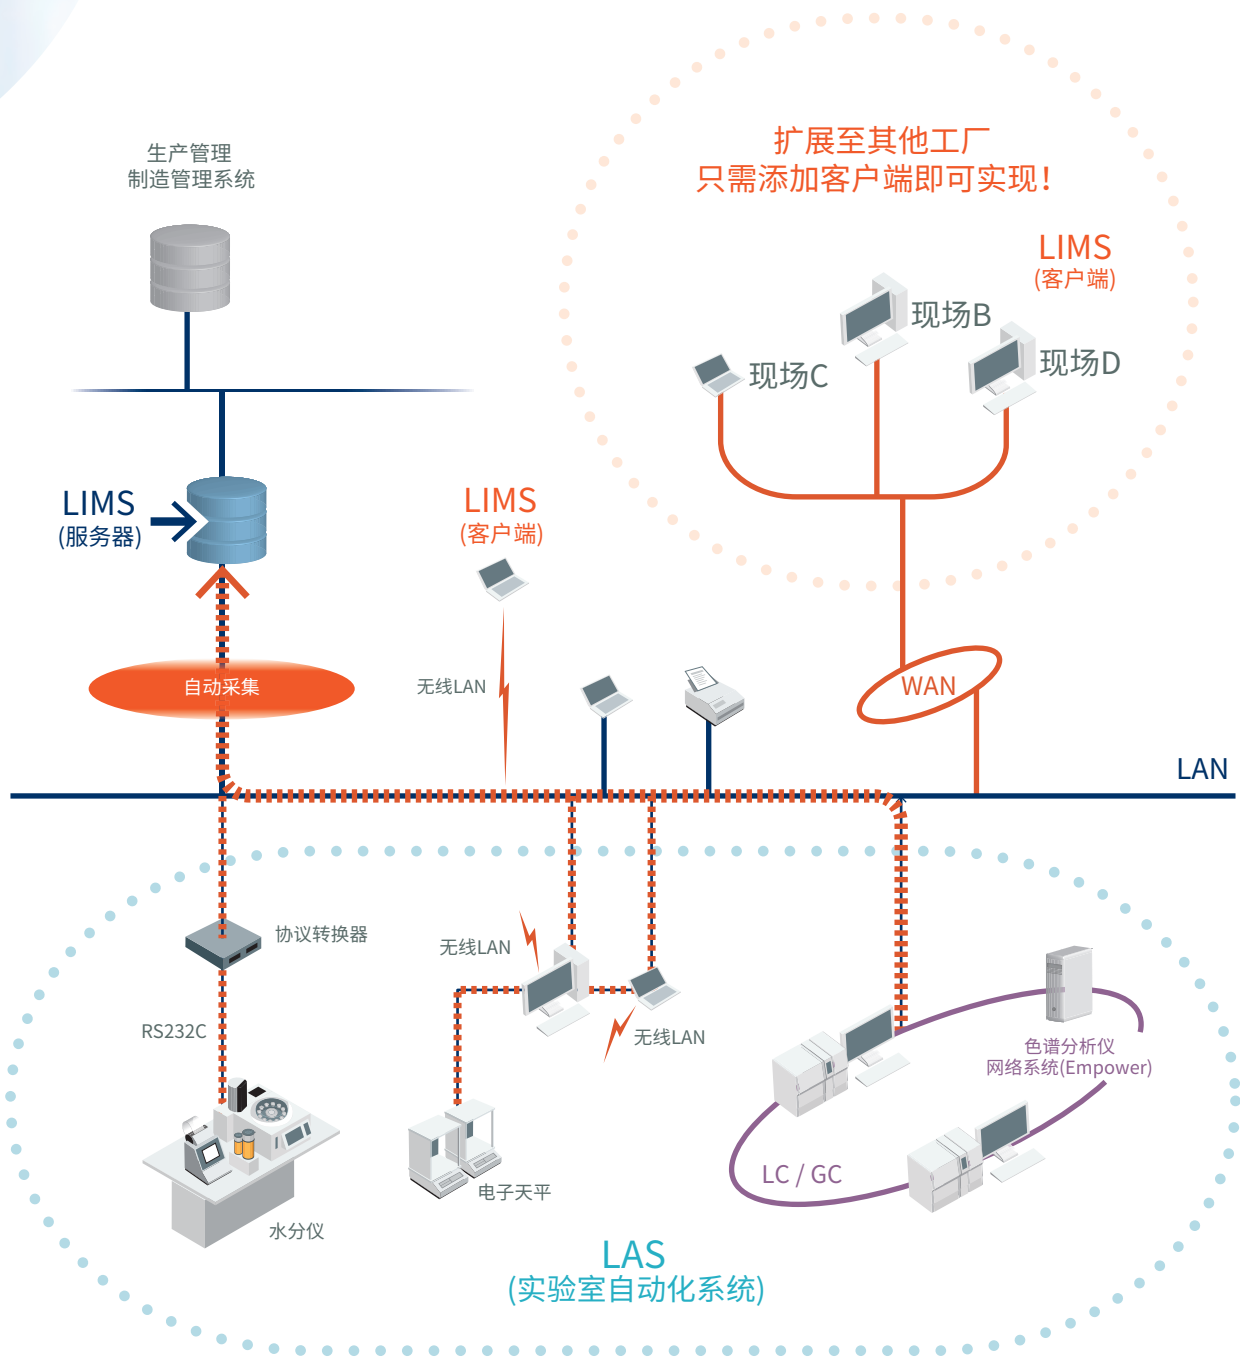 生产管理
制造管理系统
扩展至其他工厂
只需添加客户端即可实现！
LIMS
(客户端)
现场B
现场D
现场C
LIMS
(服务器)
LIMS
(客户端)
自动采集
无线LAN
WAN
LAN
协议转换器
无线LAN
RS232C
无线LAN
色谱分析仪
网络系统(Empower)
LC / GC
电子天平
水分仪
LAS
(实验室自动化系统)